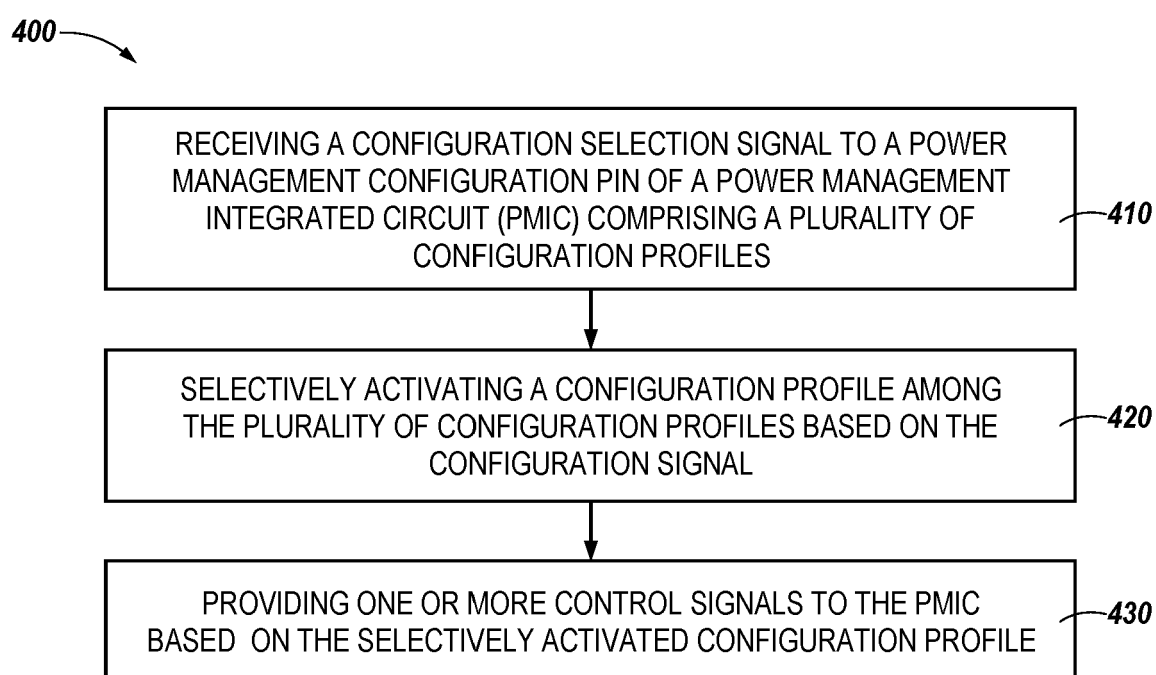 400
RECEIVING A CONFIGURATION SELECTION SIGNAL TO A POWER
MANAGEMENT CONFIGURATION PIN OF A POWER MANAGEMENT
INTEGRATED CIRCUIT (PMIC) COMPRISING A PLURALITY OF
CONFIGURATION PROFILES
410
SELECTIVELY ACTIVATING A CONFIGURATION PROFILE AMONG
THE PLURALITY OF CONFIGURATION PROFILES BASED ON THE
CONFIGURATION SIGNAL
420
PROVIDING ONE OR MORE CONTROL SIGNALS TO THE PMIC
BASED ON THE SELECTIVELY ACTIVATED CONFIGURATION PROFILE
430